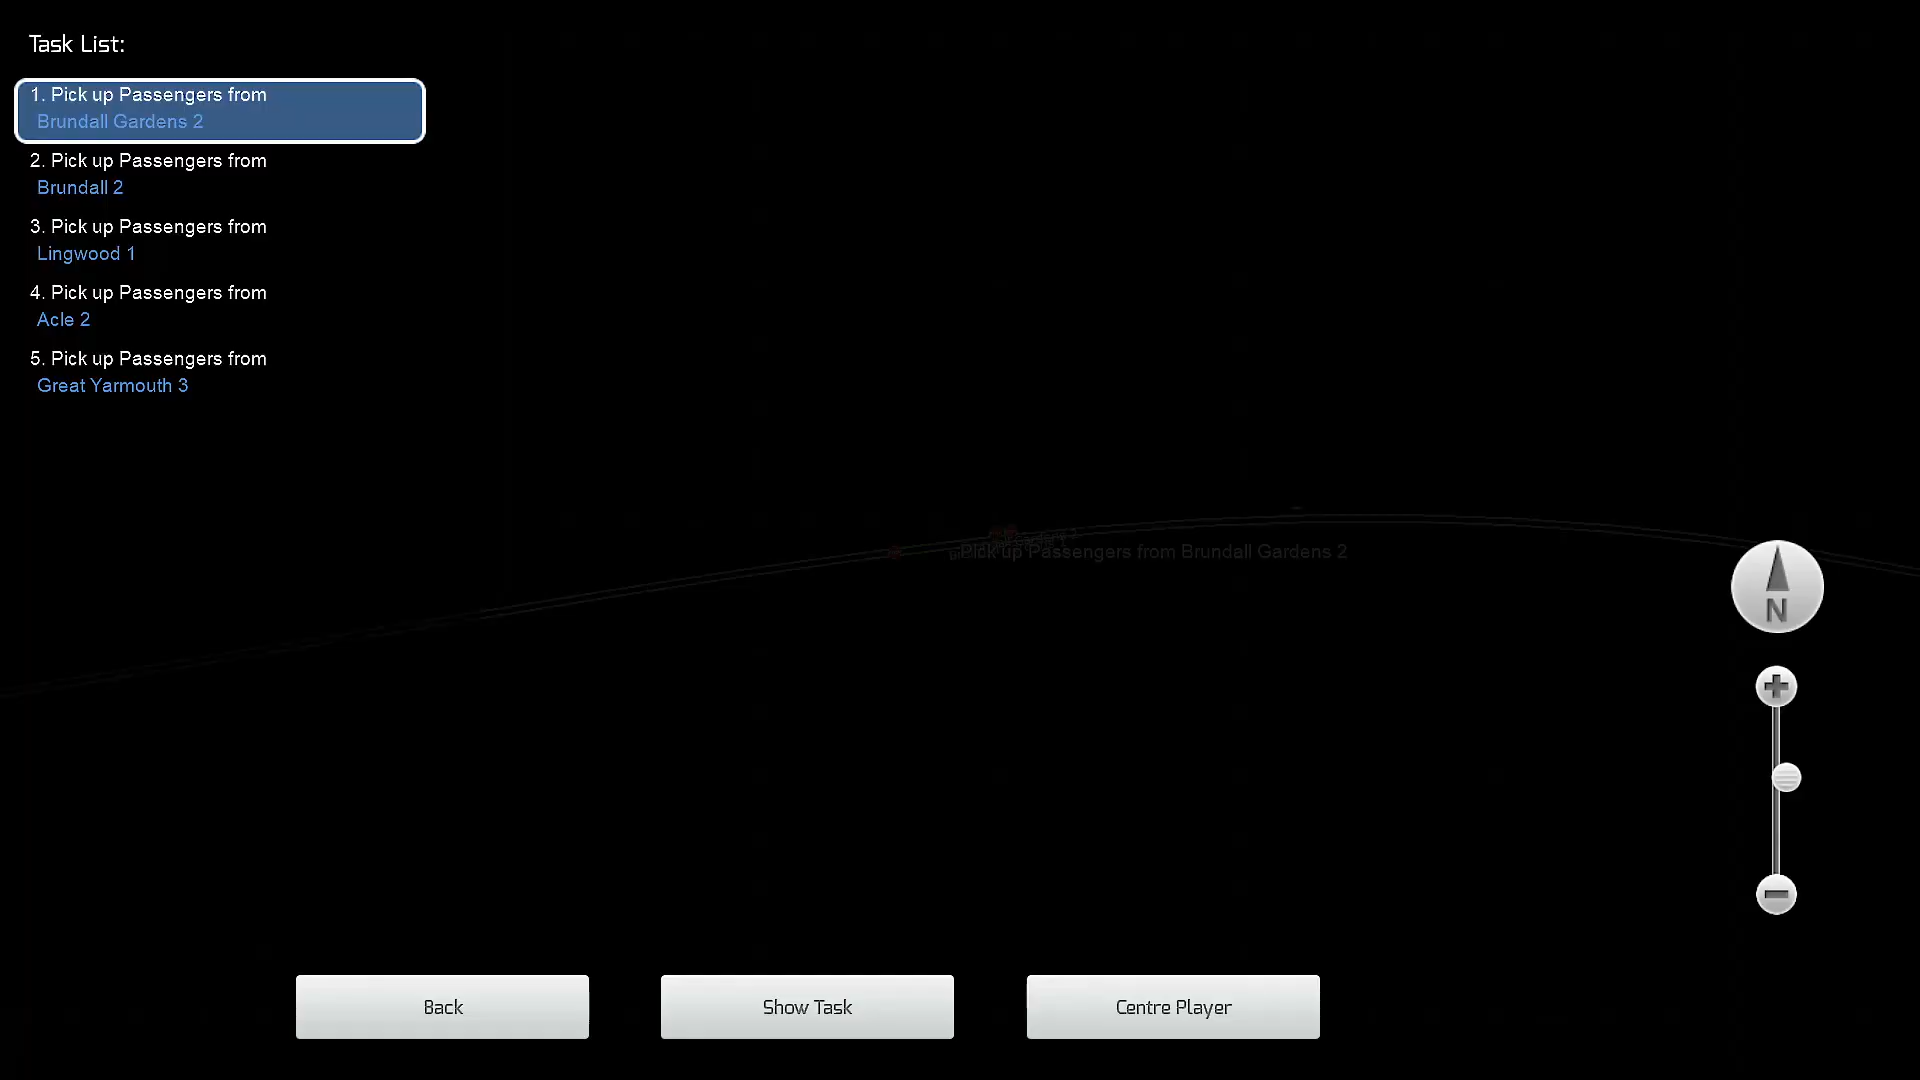 Task List:
1. Pick up Passengers from
Brundall Gardens 2
2. Pick up Passengers from
Brundall 2
3. Pick up Passengers from
Lingwood 1
4. Pick up Passengers from
Acle 2
5. Pick up Passengers from
Great Yarmouth 3
Pick up Passengers from Brundall Gardens 2
N
Back
Show Task
Centre Player